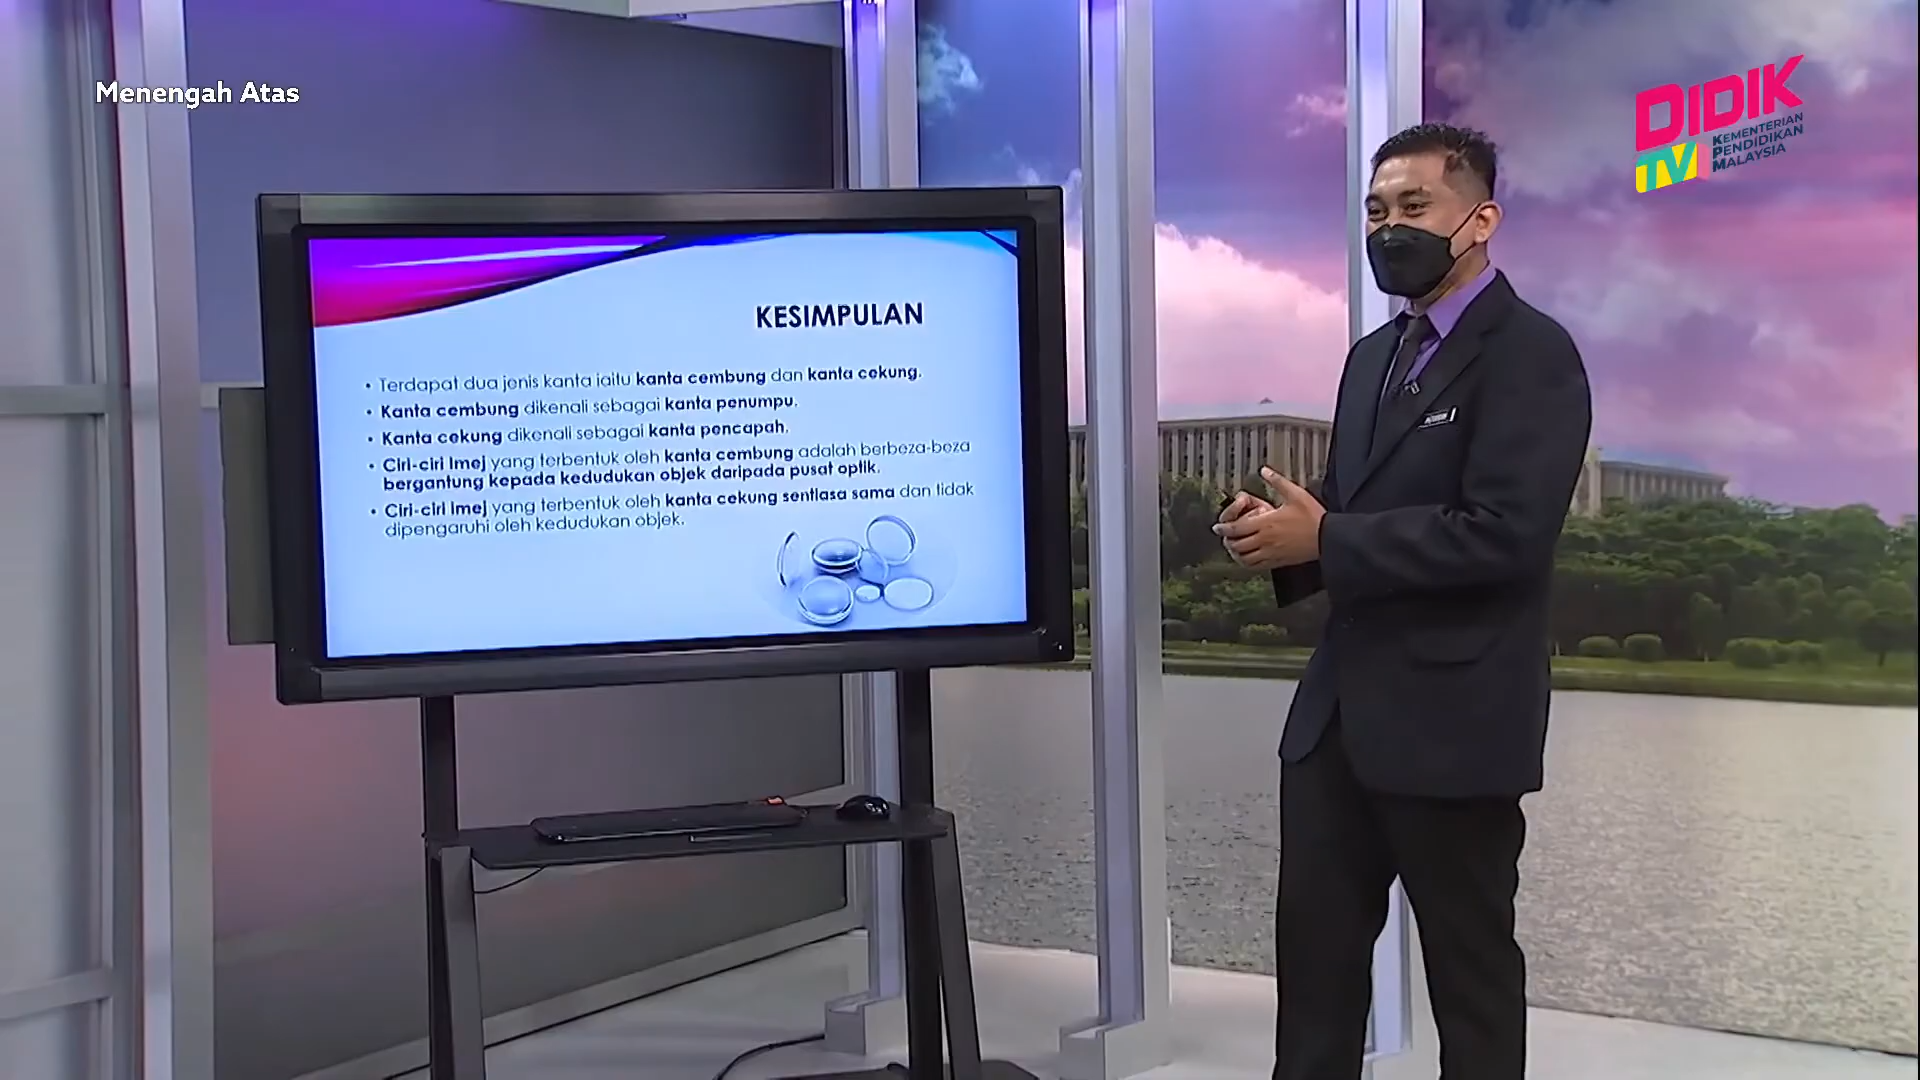 Menengah Atas
DIDIK
TV
KEMENTERIAN
PENDIDIKAN
MALAYSIA
KESIMPULAN
• Terdapat dua jenis kanta iaitu kanta cembung dan kanta cekung.
• Kanta cembung dikenali sebagai kanta penumpu.
• Kanta cekung dikenali sebagai kanta pencapah.
• Ciri-ciri imej yang terbentuk oleh kanta cembung adalah berbeza-beza
bergantung kepada kedudukan objek daripada pusat optik.
• Ciri-ciri imej yang terbentuk oleh kanta cekung sentiasa sama dan tidak
dipengaruhi oleh kedudukan objek.